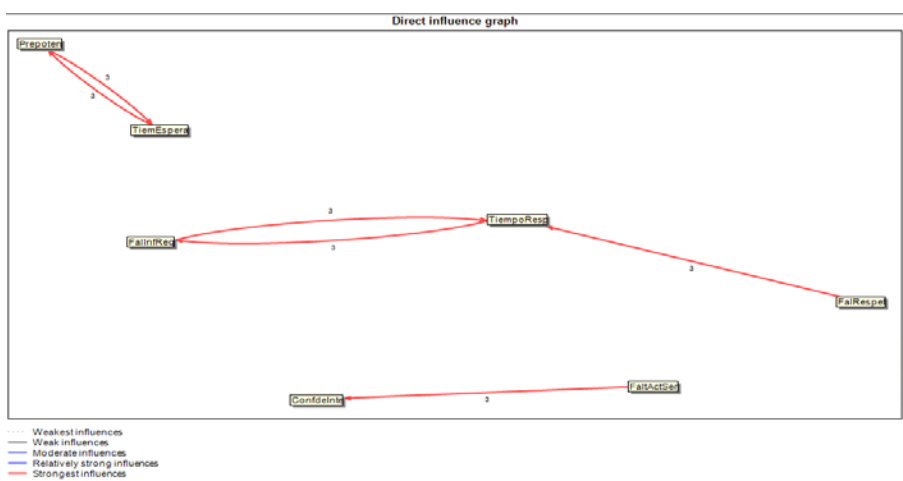 Direct influence graph
Prepoten
3
3
TiemEspera
3
TiempoResp
FalInfReq
3
3
FalRespet
FaltActSer
ConfdeInte
3
Weakest influences
Weak influences
Moderate influences
Relatively strong influences
Strongest influences